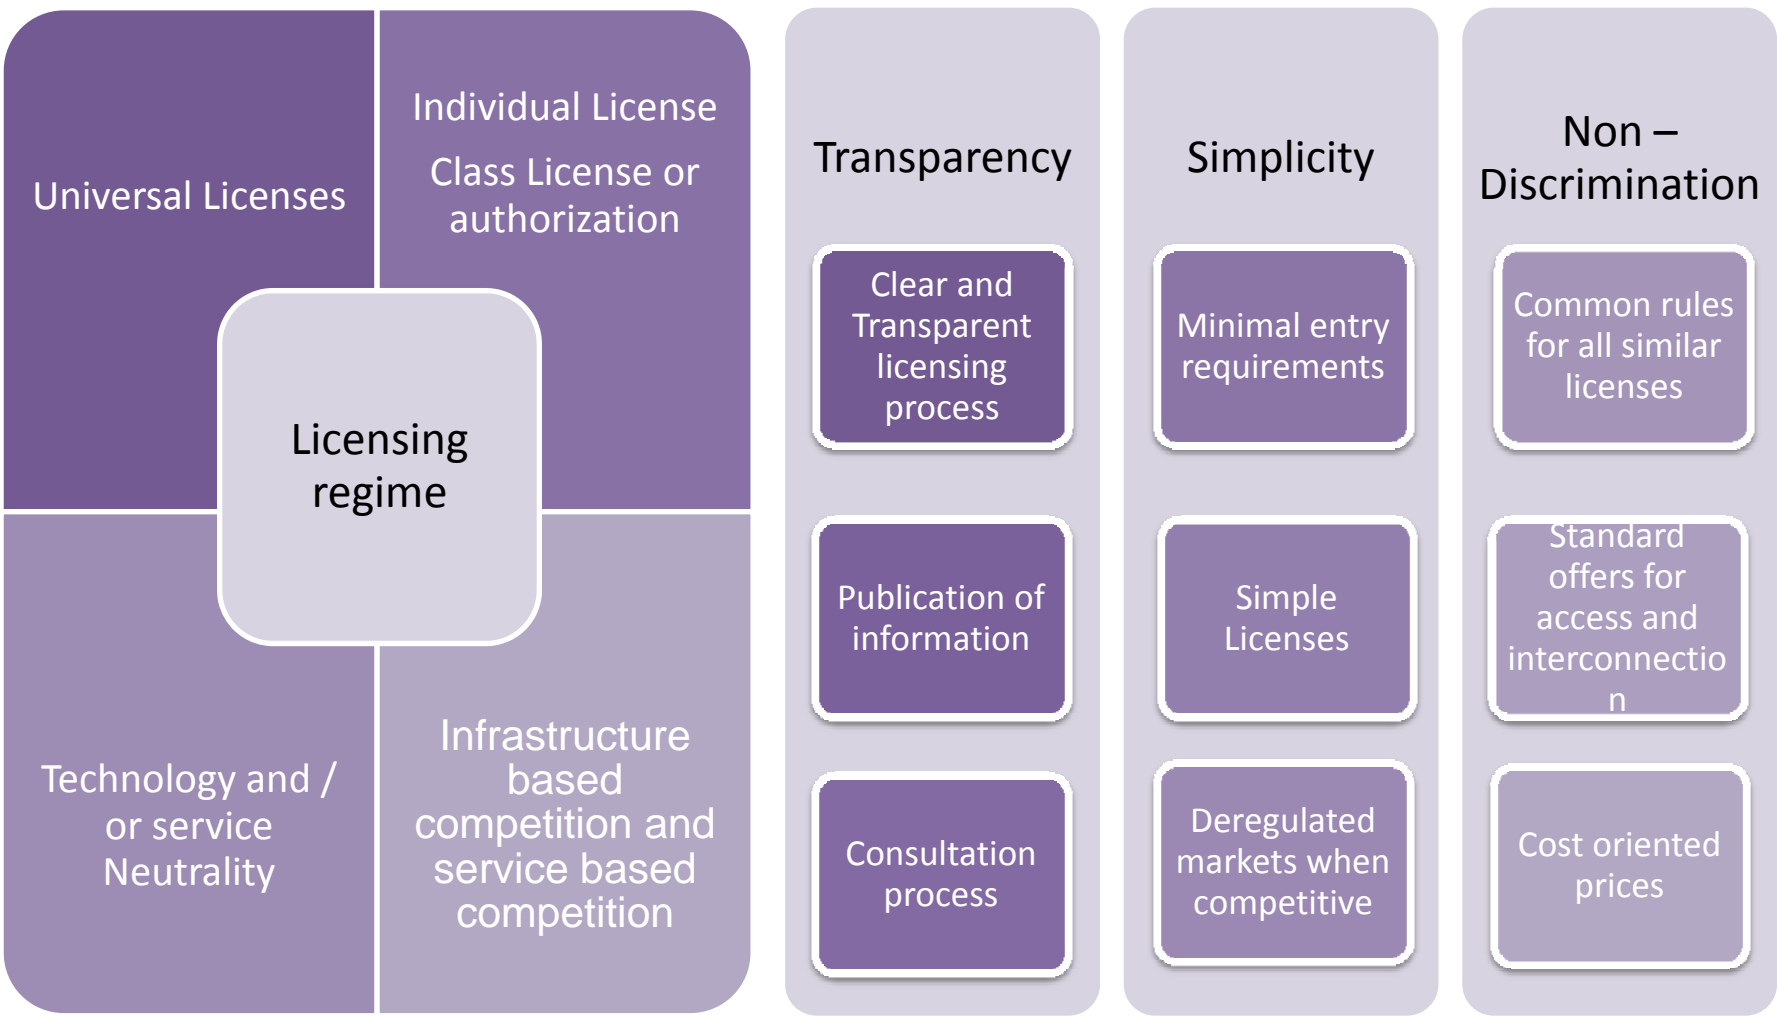 Universal Licenses
Individual License
Class License or
authorization
Licensing
regime
Technology and /
or service
Neutrality
Infrastructure
based
competition and
service based
competition
Transparency
Clear and
Transparent
licensing
process
Publication of
information
Consultation
process
Simplicity
Minimal entry
requirements
Simple
Licenses
Deregulated
markets when
competitive
Non –
Discrimination
Common rules
for all similar
licenses
Standard
offers for
access and
interconnectio
n
Cost oriented
prices